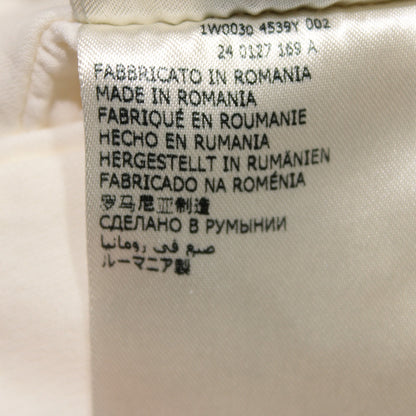 1W0030 4539Y 002
24 0127 169 A
FABBRICATO IN ROMANIA
MADE IN ROMANIA
FABRIQUÉ EN ROUMANIE
HECHO EN RUMANIA
HERGESTELLT IN RUMÄNIEN
FABRICADO NA ROMÉNIA
罗马尼亚制造
СДЕЛАНО В РУМЫНИИ
صنع في رومانيا
ルーマニア製